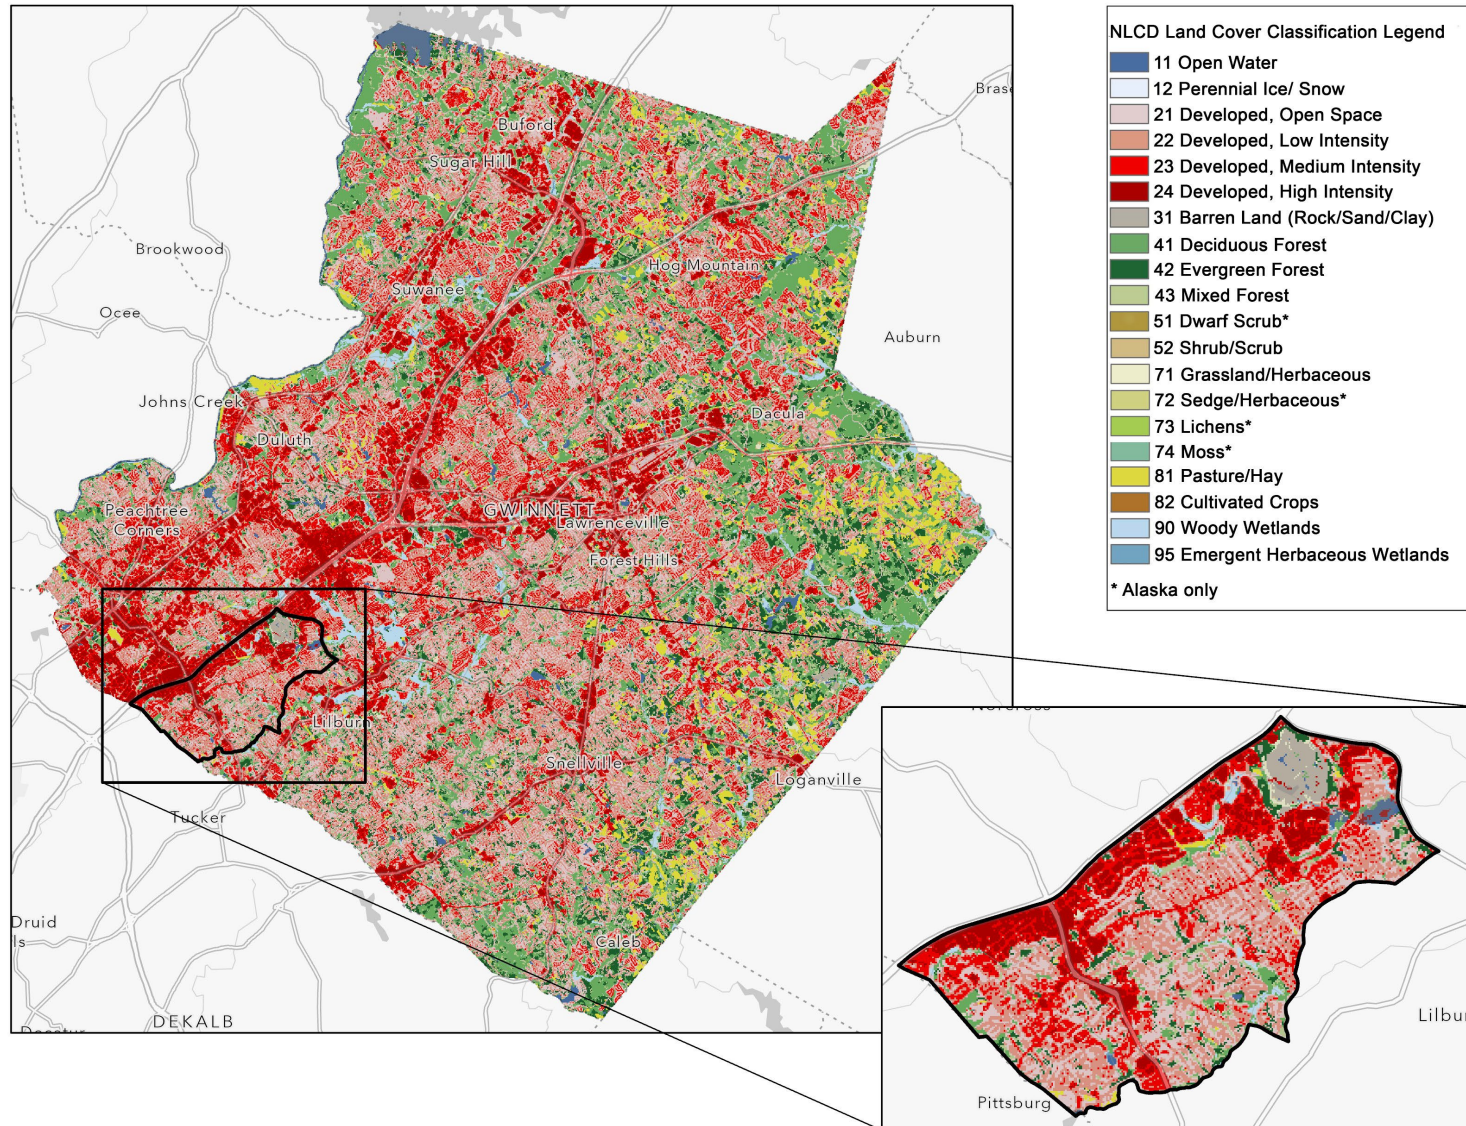 Brase
Buford
Sugar Hill
Brookwood
Hog Mountain
Suwanee
Ocee
Auburn
Johns Creek
Dacula
Duluth
GWINNETT
Peachtree
Corners
Lawrenceville
Forest Hills
Lilburn
Snellville
Loganville
Tucker
Druid
ls
Caleb
DEKALB
NLCD Land Cover Classification Legend
11 Open Water
12 Perennial Ice/ Snow
21 Developed, Open Space
22 Developed, Low Intensity
23 Developed, Medium Intensity
24 Developed, High Intensity
31 Barren Land (Rock/Sand/Clay)
41 Deciduous Forest
42 Evergreen Forest
43 Mixed Forest
51 Dwarf Scrub*
52 Shrub/Scrub
71 Grassland/Herbaceous
72 Sedge/Herbaceous*
73 Lichens*
74 Moss*
81 Pasture/Hay
82 Cultivated Crops
90 Woody Wetlands
95 Emergent Herbaceous Wetlands
* Alaska only
Lilbur
Pittsburg